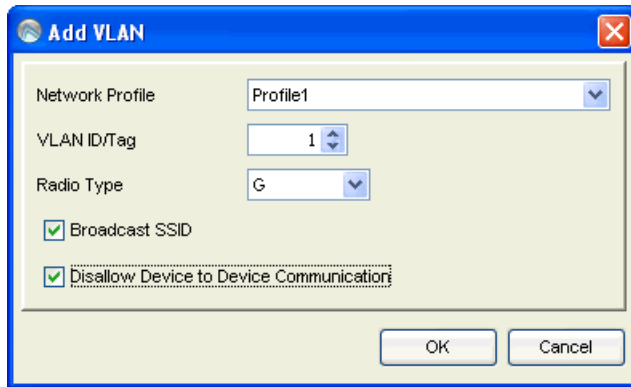 Add VLAN
Network Profile Profile1
VLAN ID/Tag 1
Radio Type G
Broadcast SSID
Disallow Device to Device Communication
OK Cancel